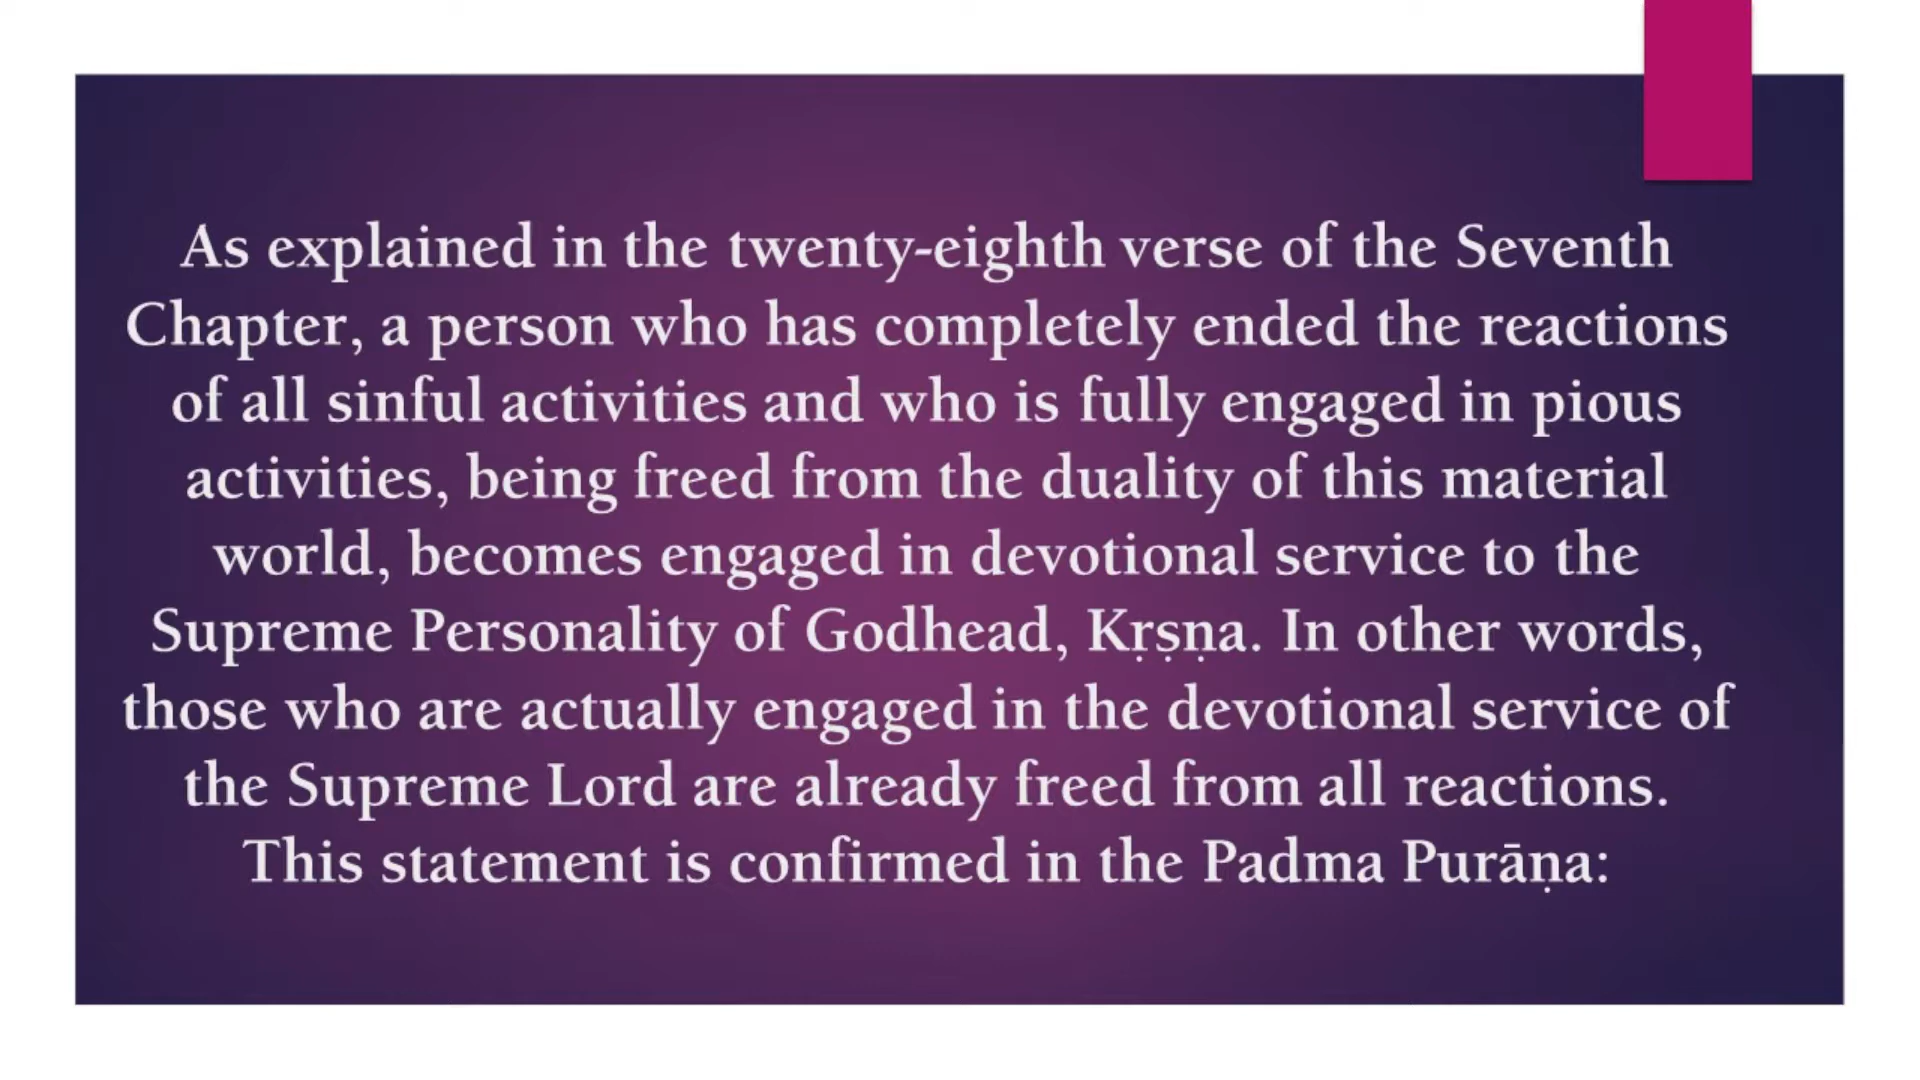 As explained in the twenty-eighth verse of the Seventh
Chapter, a person who has completely ended the reactions
of all sinful activities and who is fully engaged in pious
activities, being freed from the duality of this material
world, becomes engaged in devotional service to the
Supreme Personality of Godhead, Kṛṣṇa. In other words,
those who are actually engaged in the devotional service of
the Supreme Lord are already freed from all reactions.
This statement is confirmed in the Padma Purāṇa: